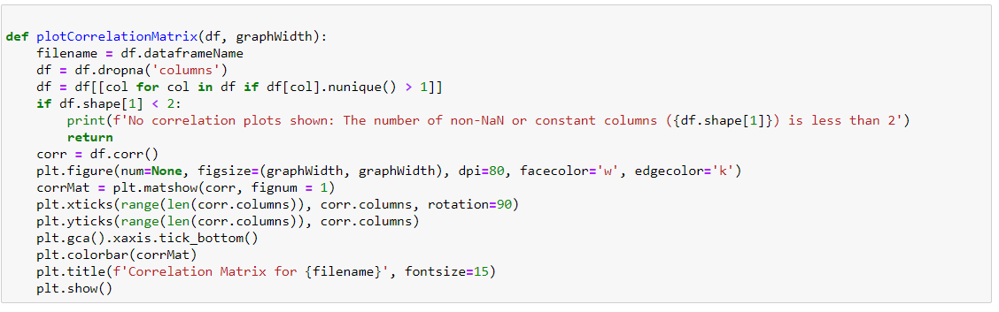 def plotCorrelationMatrix(df, graphWidth):
    filename = df.dataframeName
    df = df.dropna('columns')
    df = df[[col for col in df if df[col].nunique() > 1]]
    if df.shape[1] < 2:
        print(f'No correlation plots shown: The number of non-NaN or constant columns ({df.shape[1]}) is less than 2')
        return
    corr = df.corr()
    plt.figure(num=None, figsize=(graphWidth, graphWidth), dpi=80, facecolor='w', edgecolor='k')
    corrMat = plt.matshow(corr, fignum = 1)
    plt.xticks(range(len(corr.columns)), corr.columns, rotation=90)
    plt.yticks(range(len(corr.columns)), corr.columns)
    plt.gca().xaxis.tick_bottom()
    plt.colorbar(corrMat)
    plt.title(f'Correlation Matrix for {filename}', fontsize=15)
    plt.show()